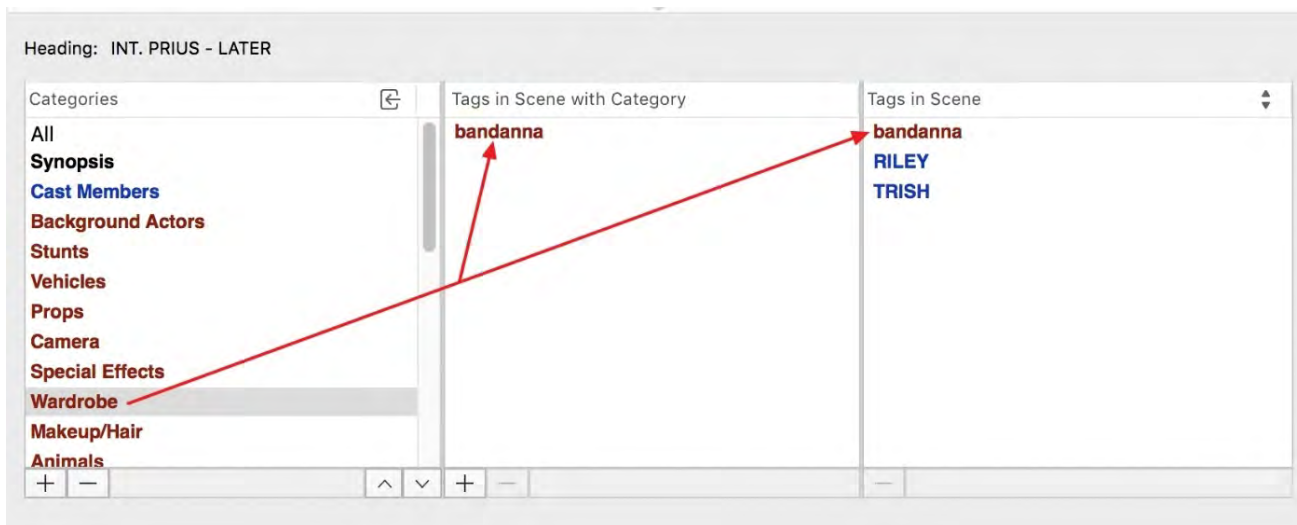 Heading: INT. PRIUS - LATER
Categories
All
Synopsis
Cast Members
Background Actors
Stunts
Vehicles
Props
Camera
Special Effects
Wardrobe
Makeup/Hair
Animals
Tags in Scene with Category
bandanna
Tags in Scene
bandanna
RILEY
TRISH